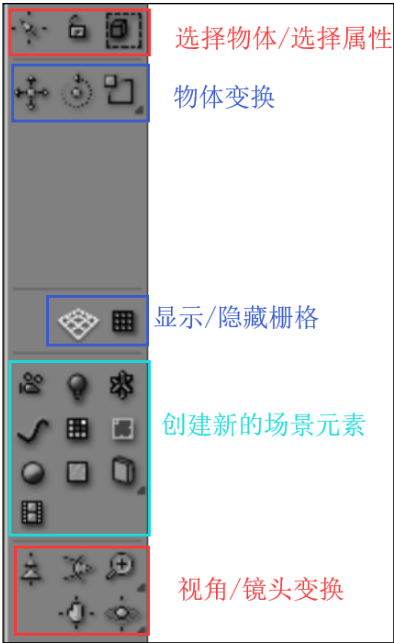 选择物体/选择属性
物体变换
显示/隐藏栅格
创建新的场景元素
视角/镜头变换